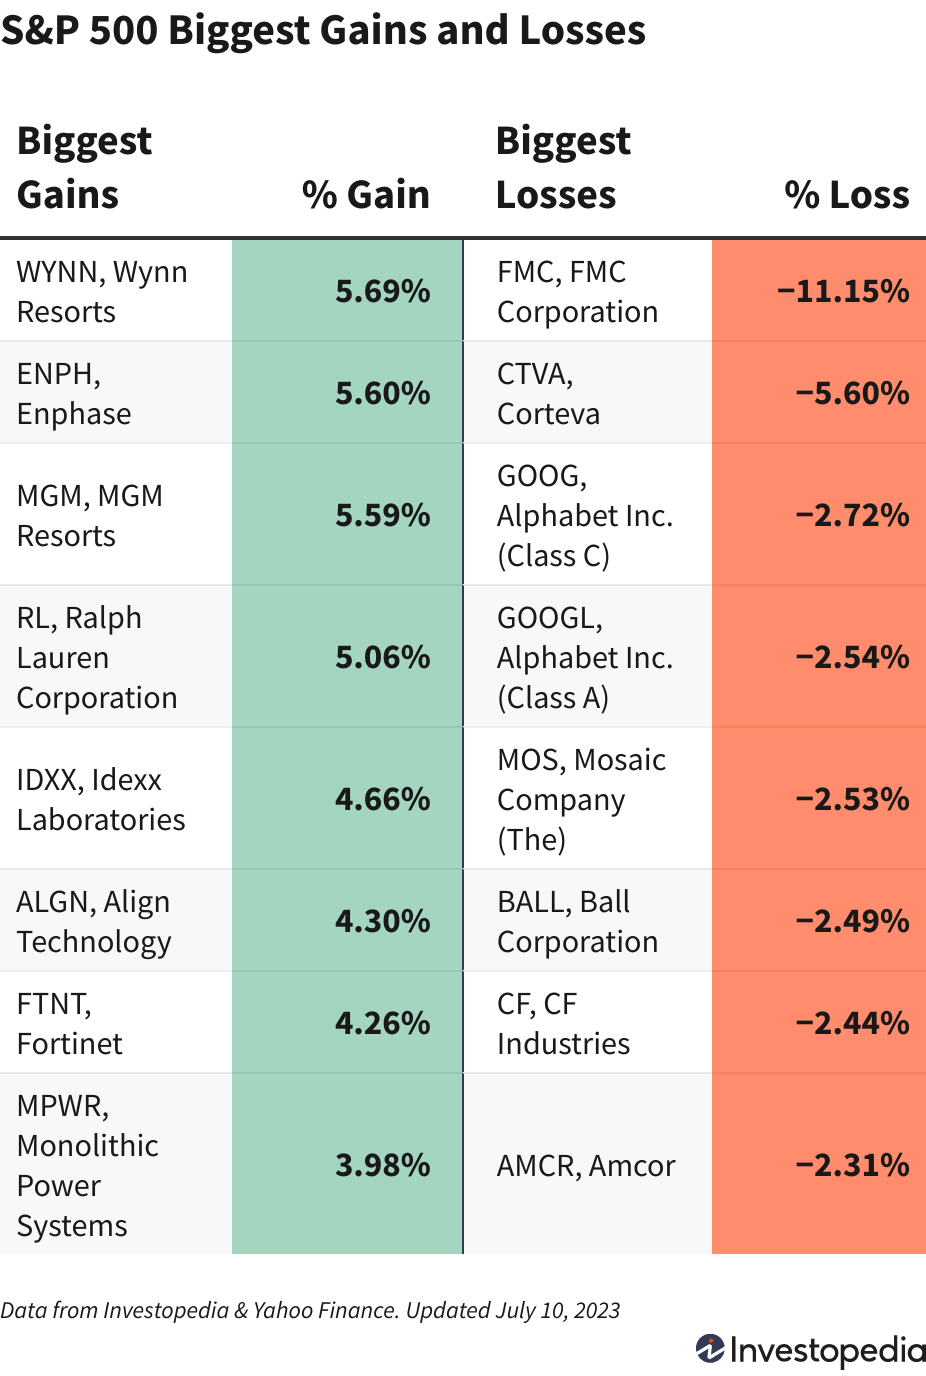 S&P 500 Biggest Gains and Losses
Biggest
Gains
% Gain
Biggest
Losses
% Loss
WYNN, Wynn
Resorts
5.69%
FMC, FMC
Corporation
−11.15%
ENPH,
Enphase
5.60%
CTVA,
Corteva
−5.60%
MGM, MGM
Resorts
5.59%
GOOG,
Alphabet Inc.
(Class C)
−2.72%
RL, Ralph
Lauren
Corporation
5.06%
GOOGL,
Alphabet Inc.
(Class A)
−2.54%
IDXX, Idexx
Laboratories
4.66%
MOS, Mosaic
Company
(The)
−2.53%
ALGN, Align
Technology
4.30%
BALL, Ball
Corporation
−2.49%
FTNT,
Fortinet
4.26%
CF, CF
Industries
−2.44%
MPWR,
Monolithic
Power
Systems
3.98%
AMCR, Amcor
−2.31%
Data from Investopedia & Yahoo Finance. Updated July 10, 2023
Investopedia